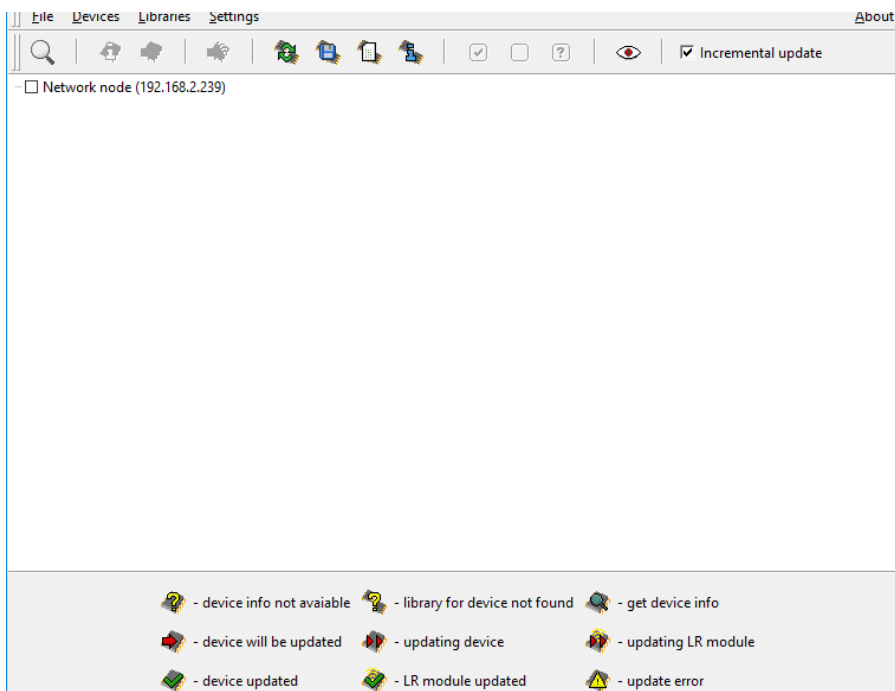 File Devices Libraries Settings About
? Incremental update
Network node (192.168.2.239)
- device info not avaiable - library for device not found - get device info
- device will be updated - updating device - updating LR module
- device updated - LR module updated - update error